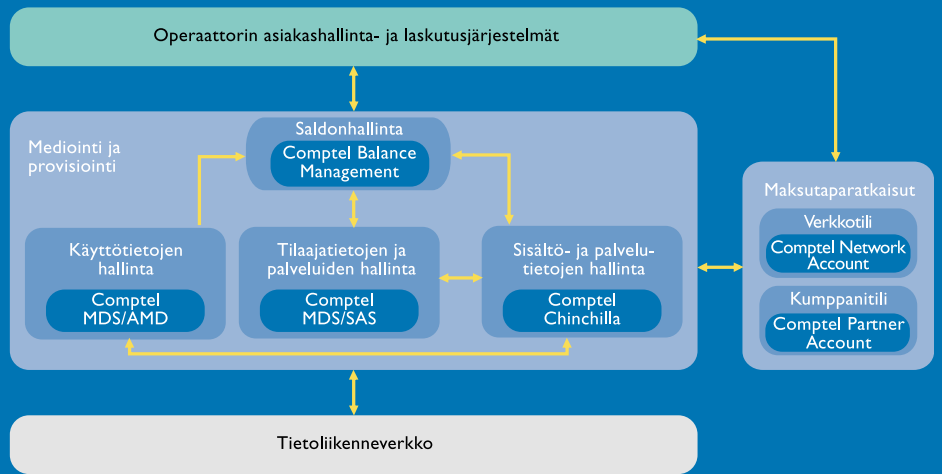 Operaattorin asiakashallinta- ja laskutusjärjestelmät
Mediointi ja
provisiointi
Saldonhallinta
Comptel Balance
Management
Käyttötietojen
hallinta
Comptel
MDS/AMD
Tilaajatietojen ja
palveluiden hallinta
Comptel
MDS/SAS
Sisältö- ja palvelu-
tietojen hallinta
Comptel
Chinchilla
Maksutaparatkaisut
Verkkotili
Comptel Network
Account
Kumppanitili
Comptel Partner
Account
Tietoliikenneverkko